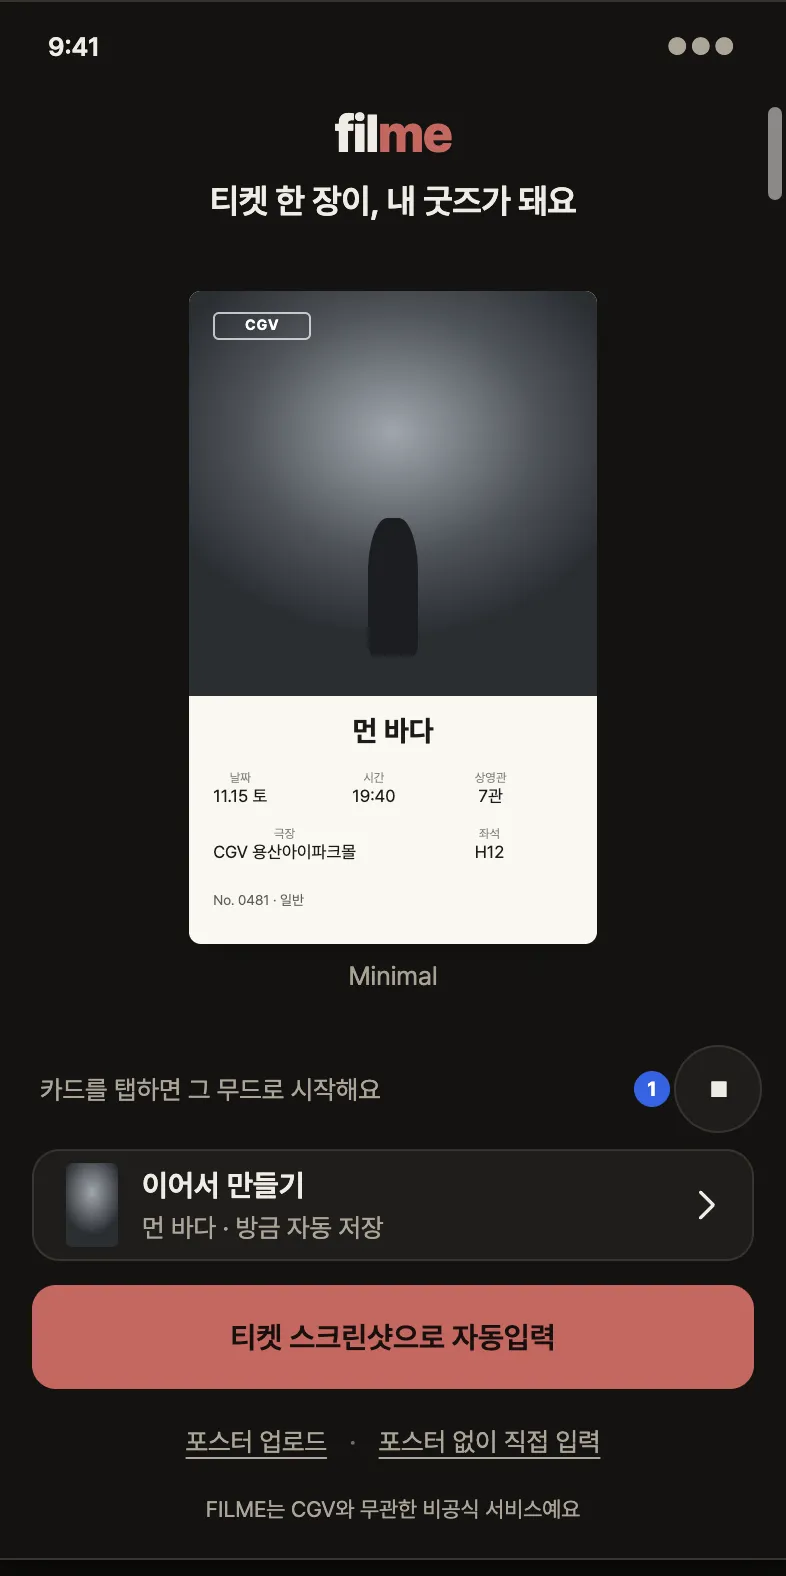 9:41
filme
티켓 한 장이, 내 굿즈가 돼요
CGV
먼 바다
날짜 시간 상영관
11.15 토 19:40 7관
극장 좌석
CGV 용산아이파크몰 H12
No. 0481 · 일반
Minimal
카드를 탭하면 그 무드로 시작해요 1
이어서 만들기
먼 바다 · 방금 자동 저장
티켓 스크린샷으로 자동입력
포스터 업로드 · 포스터 없이 직접 입력
FILME는 CGV와 무관한 비공식 서비스예요